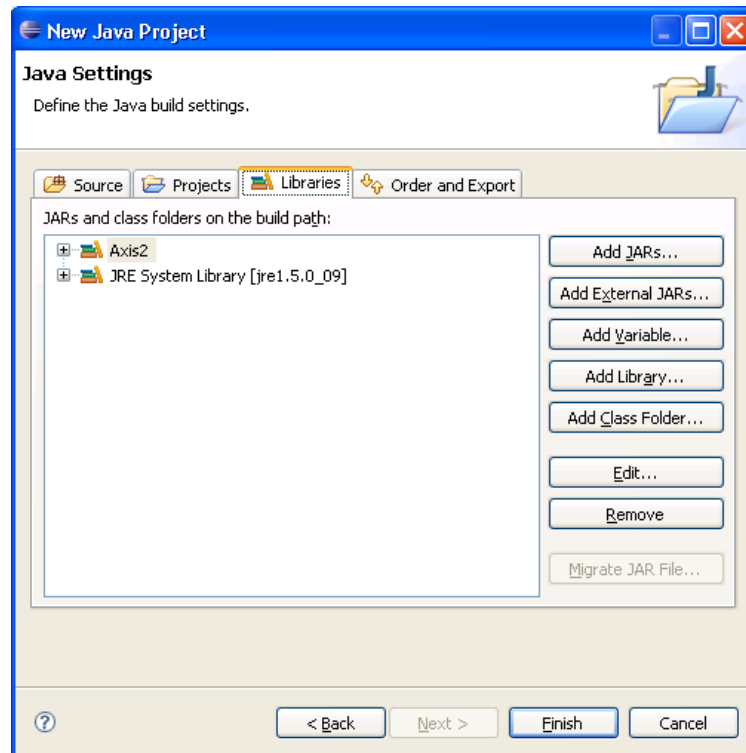 New Java Project
Java Settings
Define the Java build settings.
Source Projects Libraries Order and Export
JARs and class folders on the build path:
Axis2
JRE System Library [jre1.5.0_09]
Add JARs...
Add External JARs...
Add Variable...
Add Library...
Add Class Folder...
Edit...
Remove
Migrate JAR File...
? < Back Next > Finish Cancel